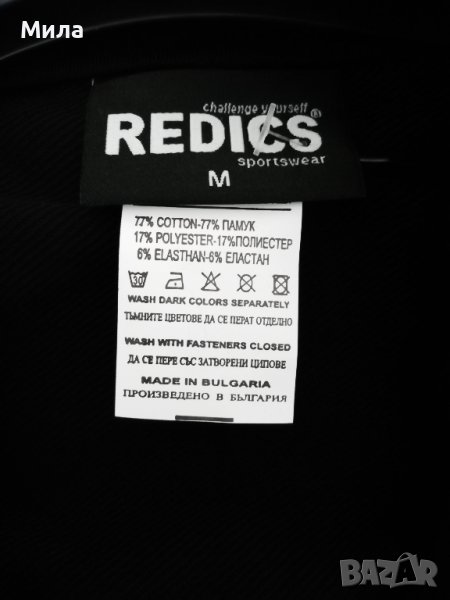 Мила
challenge yourself
REDICS®
sportswear
M
77% COTTON-77% ПАМУК
17% POLYESTER-17%ПОЛИЕСТЕР
6% ELASTHAN-6% ЕЛАСТАН
30
WASH DARK COLORS SEPARATELY
ТЪМНИТЕ ЦВЕТОВЕ ДА СЕ ПЕРАТ ОТДЕЛНО
WASH WITH FASTENERS CLOSED
ДА СЕ ПЕРЕ СЪС ЗАТВОРЕНИ ЦИПОВЕ
MADE IN BULGARIA
ПРОИЗВЕДЕНО В БЪЛГАРИЯ
BAZAR